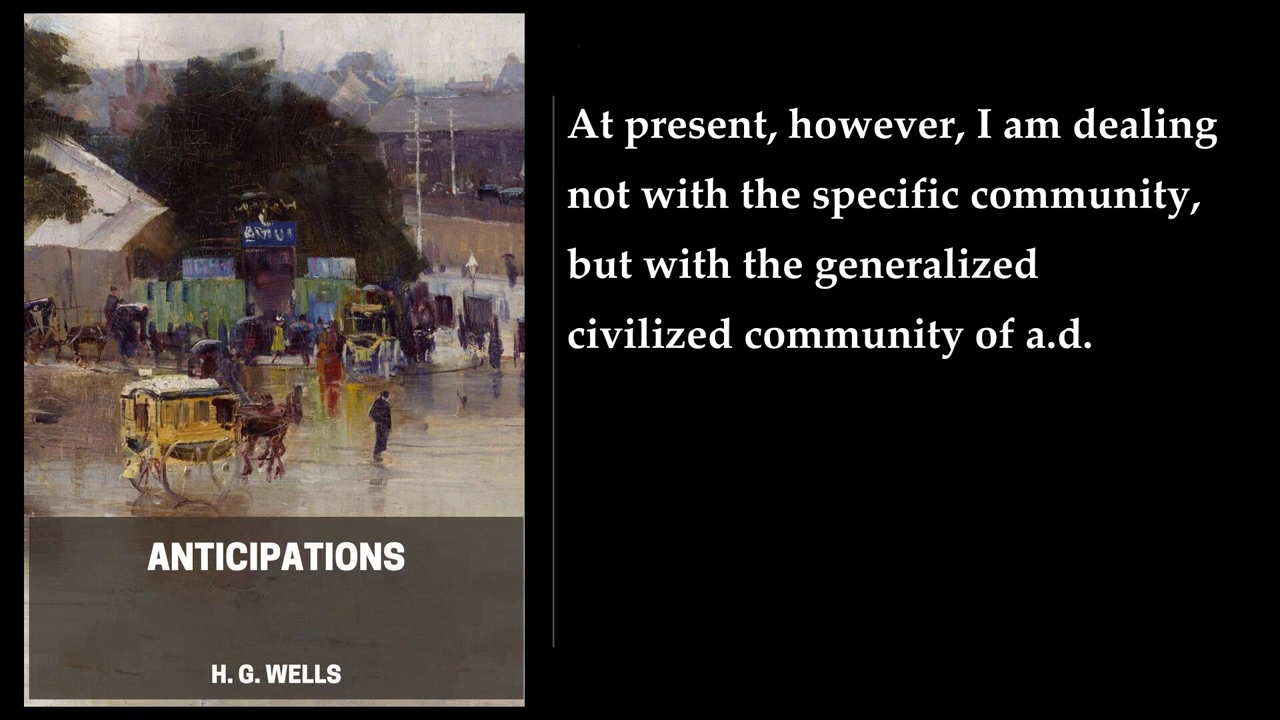 ANTICIPATIONS
H. G. WELLS
At present, however, I am dealing
not with the specific community,
but with the generalized
civilized community of a.d.